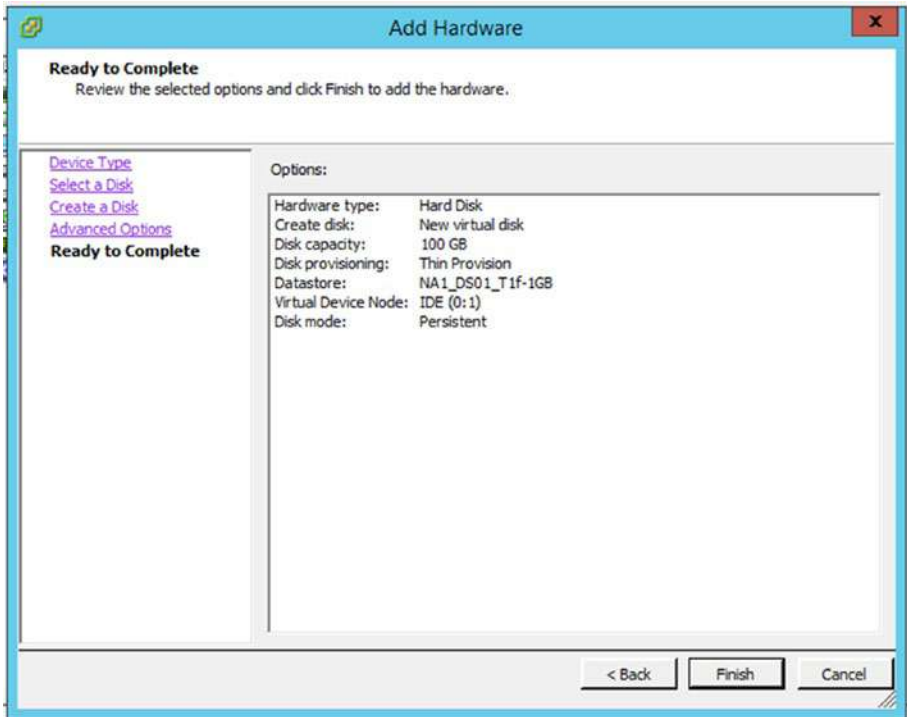 Add Hardware
x
Ready to Complete
Review the selected options and click Finish to add the hardware.
Device Type
Select a Disk
Create a Disk
Advanced Options
Ready to Complete
Options:
Hardware type: Hard Disk
Create disk: New virtual disk
Disk capacity: 100 GB
Disk provisioning: Thin Provision
Datastore: NA1_DS01_T1f-1GB
Virtual Device Node: IDE (0:1)
Disk mode: Persistent
< Back Finish Cancel